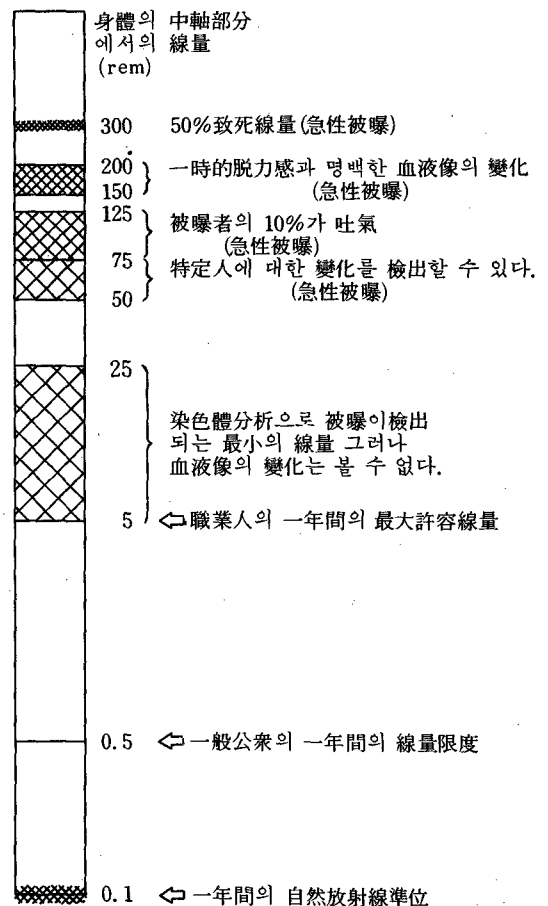 身體의 中軸部分
에서의 線量
(rem)
300 50%致死線量(急性被曝)
200
150
一時的脫力感과 명백한 血液像의 變化
(急性被曝)
125
被曝者의 10%가 吐氣
(急性被曝)
75
特定人에 대한 變化를 檢出할 수 있다.
(急性被曝)
50
25
染色體分析으로 被曝이檢出
되는 最小의 線量 그러나
血液像의 變化는 볼 수 없다.
5 ⇦職業人의 一年間의 最大許容線量
0.5 ⇦一般公衆의 一年間의 線量限度
0.1 ⇦一年間의 自然放射線準位